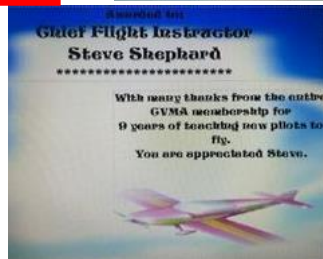 Awarded to:
Chief Flight Instructor
Steve Shephard
************************
With many thanks from the entire
GVMA membership for
9 years of teaching new pilots to
fly.
You are appreciated Steve.